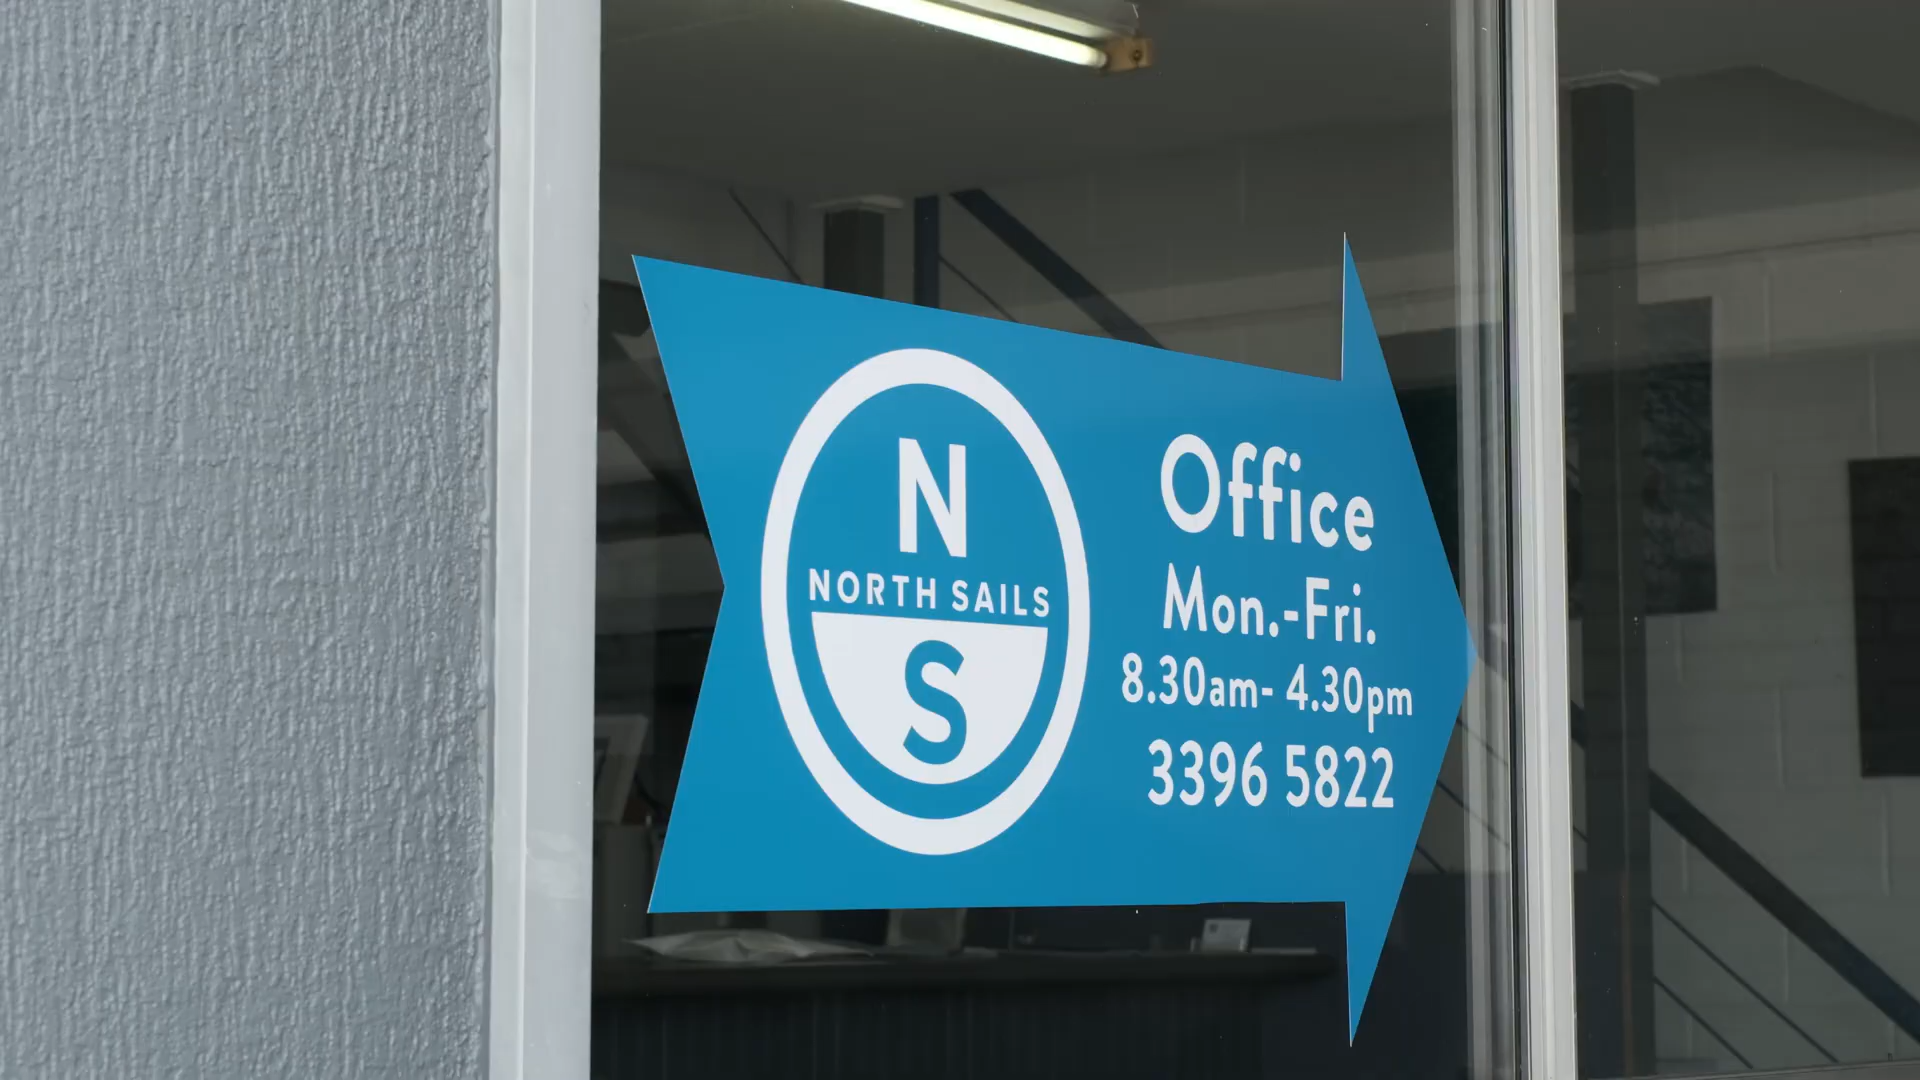 N
NORTH SAILS
S
Office
Mon.-Fri.
8.30am- 4.30pm
3396 5822